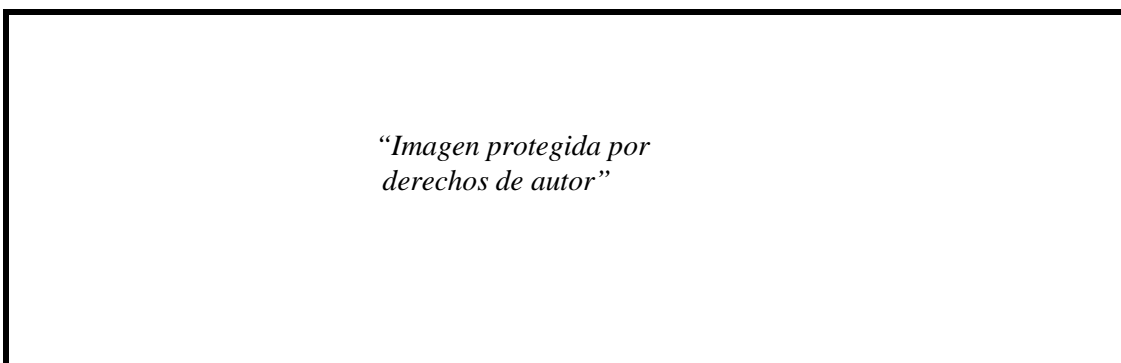 “Imagen protegida por
derechos de autor”